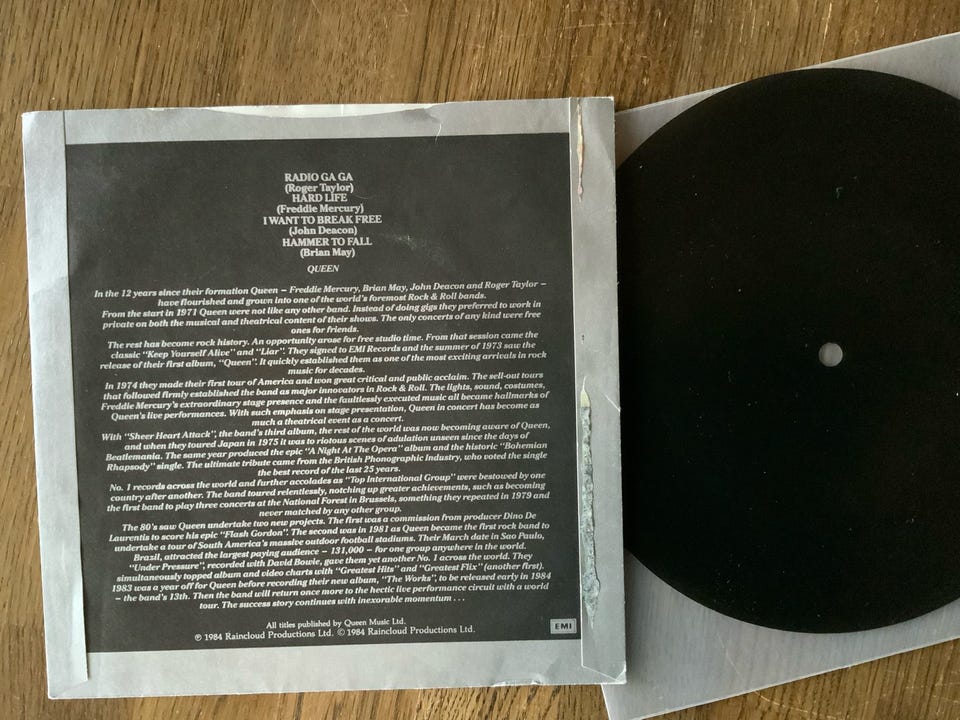 RADIO GA GA
(Roger Taylor)
HARD LIFE
(Freddie Mercury)
I WANT TO BREAK FREE
(John Deacon)
HAMMER TO FALL
(Brian May)
QUEEN
In the 12 years since their formation Queen – Freddie Mercury, Brian May, John Deacon and Roger Taylor –
have flourished and grown into one of the world's foremost Rock & Roll bands.
From the start in 1971 Queen were not like any other band. Instead of doing gigs they preferred to work in
private on both the musical and theatrical content of their shows. The only concerts of any kind were free
ones for friends.
The rest has become rock history. An opportunity arose for free studio time. From that session came the
classic "Keep Yourself Alive" and "Liar". They signed to EMI Records and the summer of 1973 saw the
release of their first album, "Queen". It quickly established them as one of the most exciting arrivals in rock
music for decades.
In 1974 they made their first tour of America and won great critical and public acclaim. The sell-out tours
that followed firmly established the band as major innovators in Rock & Roll. The lights, sound, costumes,
Freddie Mercury's extraordinary stage presence and the faultlessly executed music all became hallmarks of
Queen's live performances. With such emphasis on stage presentation, Queen in concert has become as
much a theatrical event as a concert.
With "Sheer Heart Attack", the band's third album, the rest of the world was now becoming aware of Queen,
and when they toured Japan in 1975 it was to riotous scenes of adulation unseen since the days of
Beatlemania. The same year produced the epic "A Night At The Opera" album and the historic "Bohemian
Rhapsody" single. The ultimate tribute came from the British Phonographic Industry, who voted the single
the best record of the last 25 years.
No. 1 records across the world and further accolades as "Top International Group" were bestowed by one
country after another. The band toured relentlessly, notching up greater achievements, such as becoming
the first band to play three concerts at the National Forest in Brussels, something they repeated in 1979 and
never matched by any other group.
The 80's saw Queen undertake two new projects. The first was a commission from producer Dino De
Laurentis to score his epic "Flash Gordon". The second was in 1981 as Queen became the first rock band to
undertake a tour of South America's massive outdoor football stadiums. Their March date in Sao Paulo,
Brazil, attracted the largest paying audience – 131,000 – for one group anywhere in the world.
"Under Pressure", recorded with David Bowie, gave them yet another No. 1 across the world. They
simultaneously topped album and video charts with "Greatest Hits" and "Greatest Flix" (another first).
1983 was a year off for Queen before recording their new album, "The Works", to be released early in 1984
– the band's 13th. Then the band will return once more to the hectic live performance circuit with a world
tour. The success story continues with inexorable momentum . . .
All titles published by Queen Music Ltd.
℗ 1984 Raincloud Productions Ltd. © 1984 Raincloud Productions Ltd.
EMI